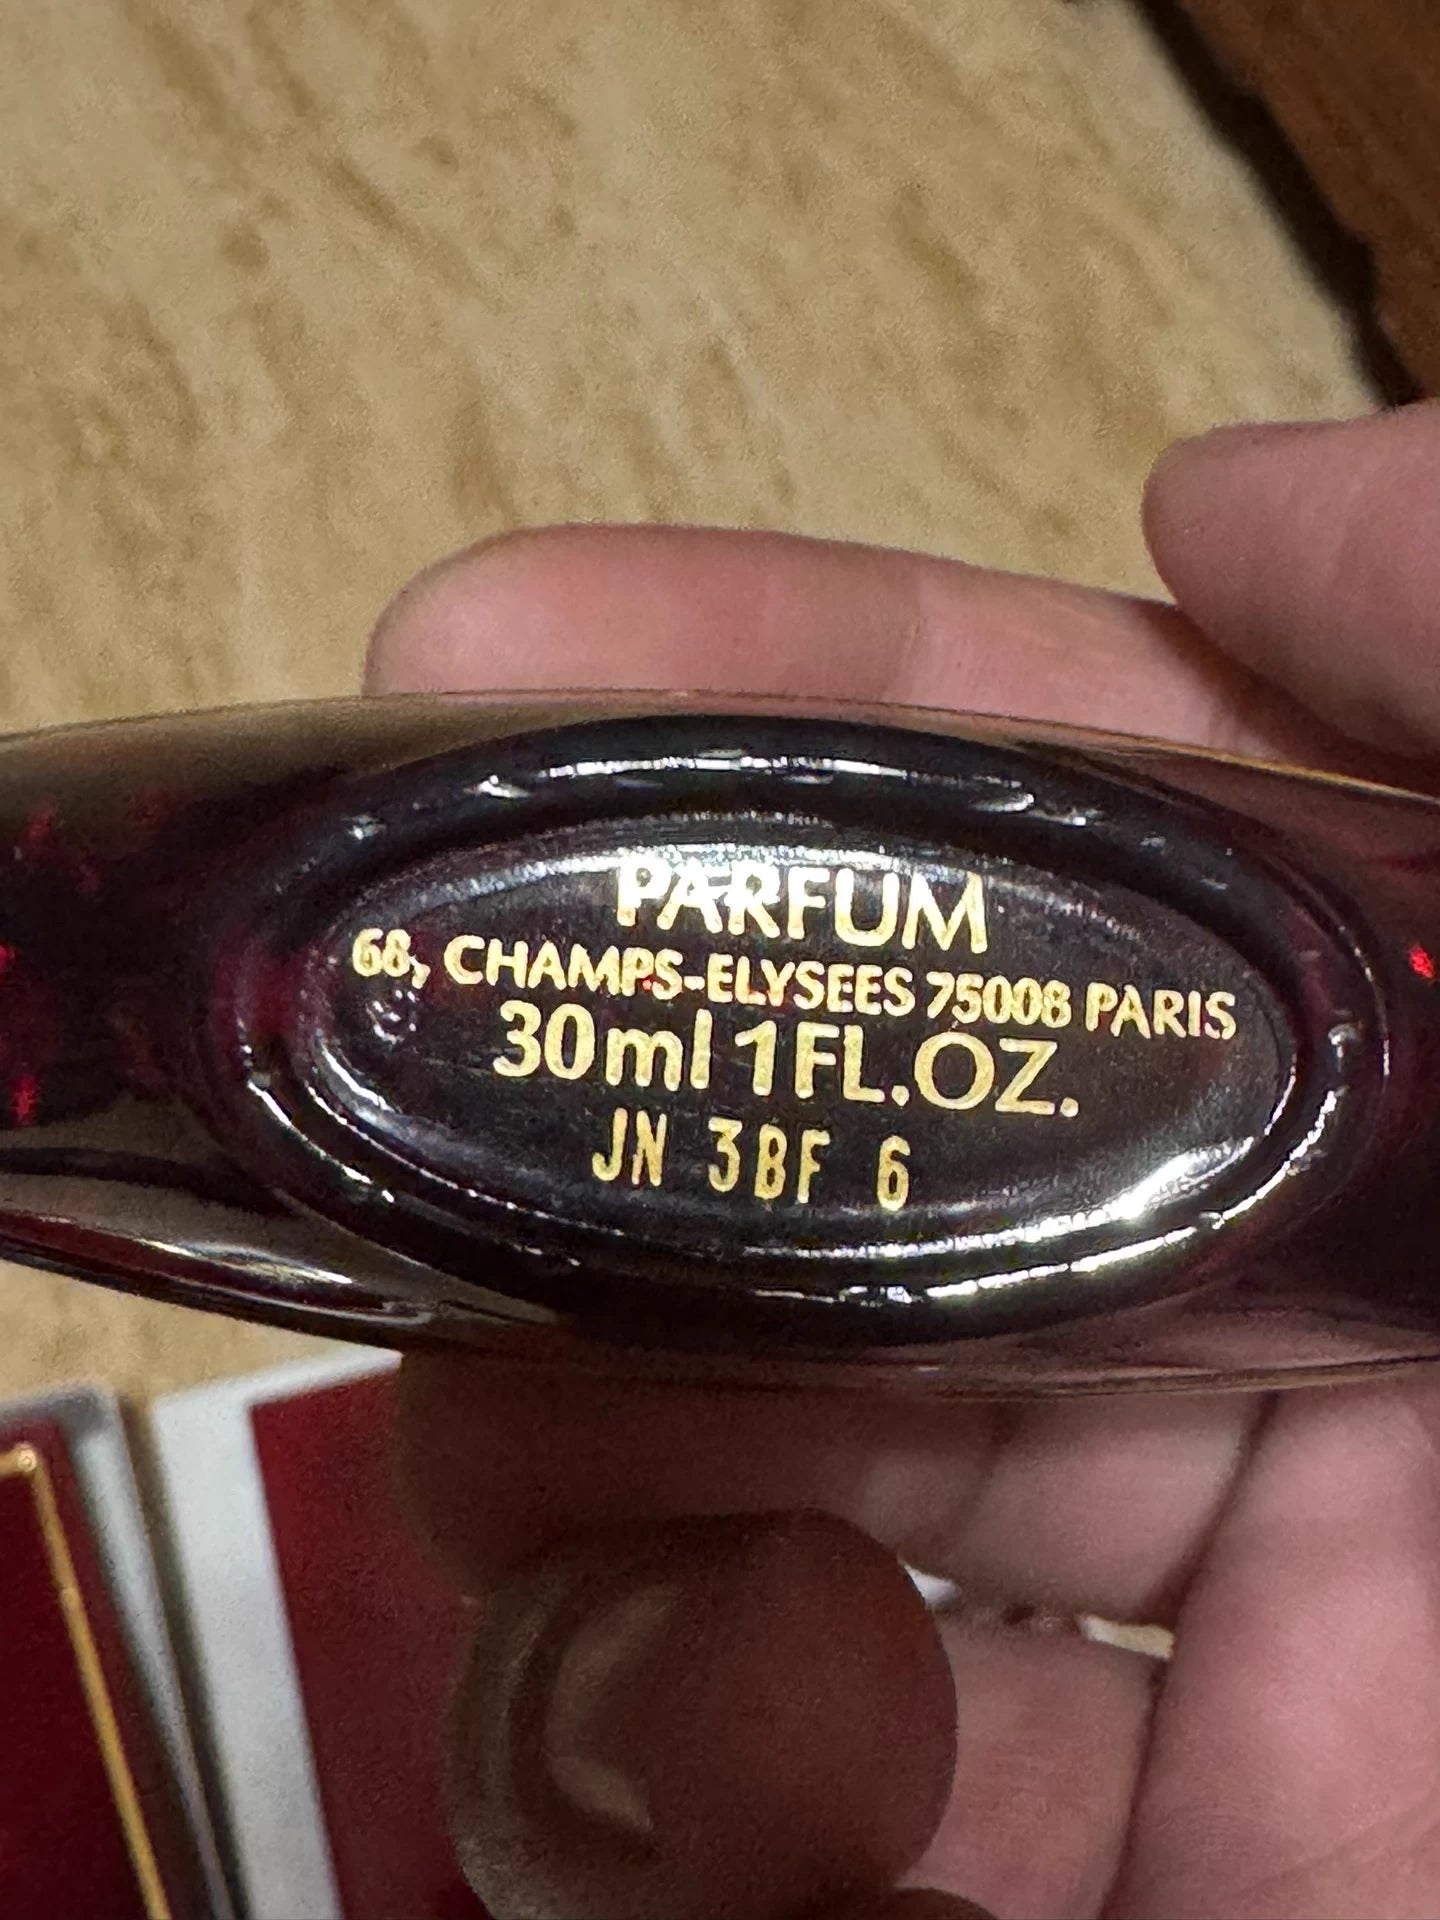 PARFUM
68, CHAMPS-ELYSEES 75008 PARIS
30ml 1FL.OZ.
JN 3BF 6